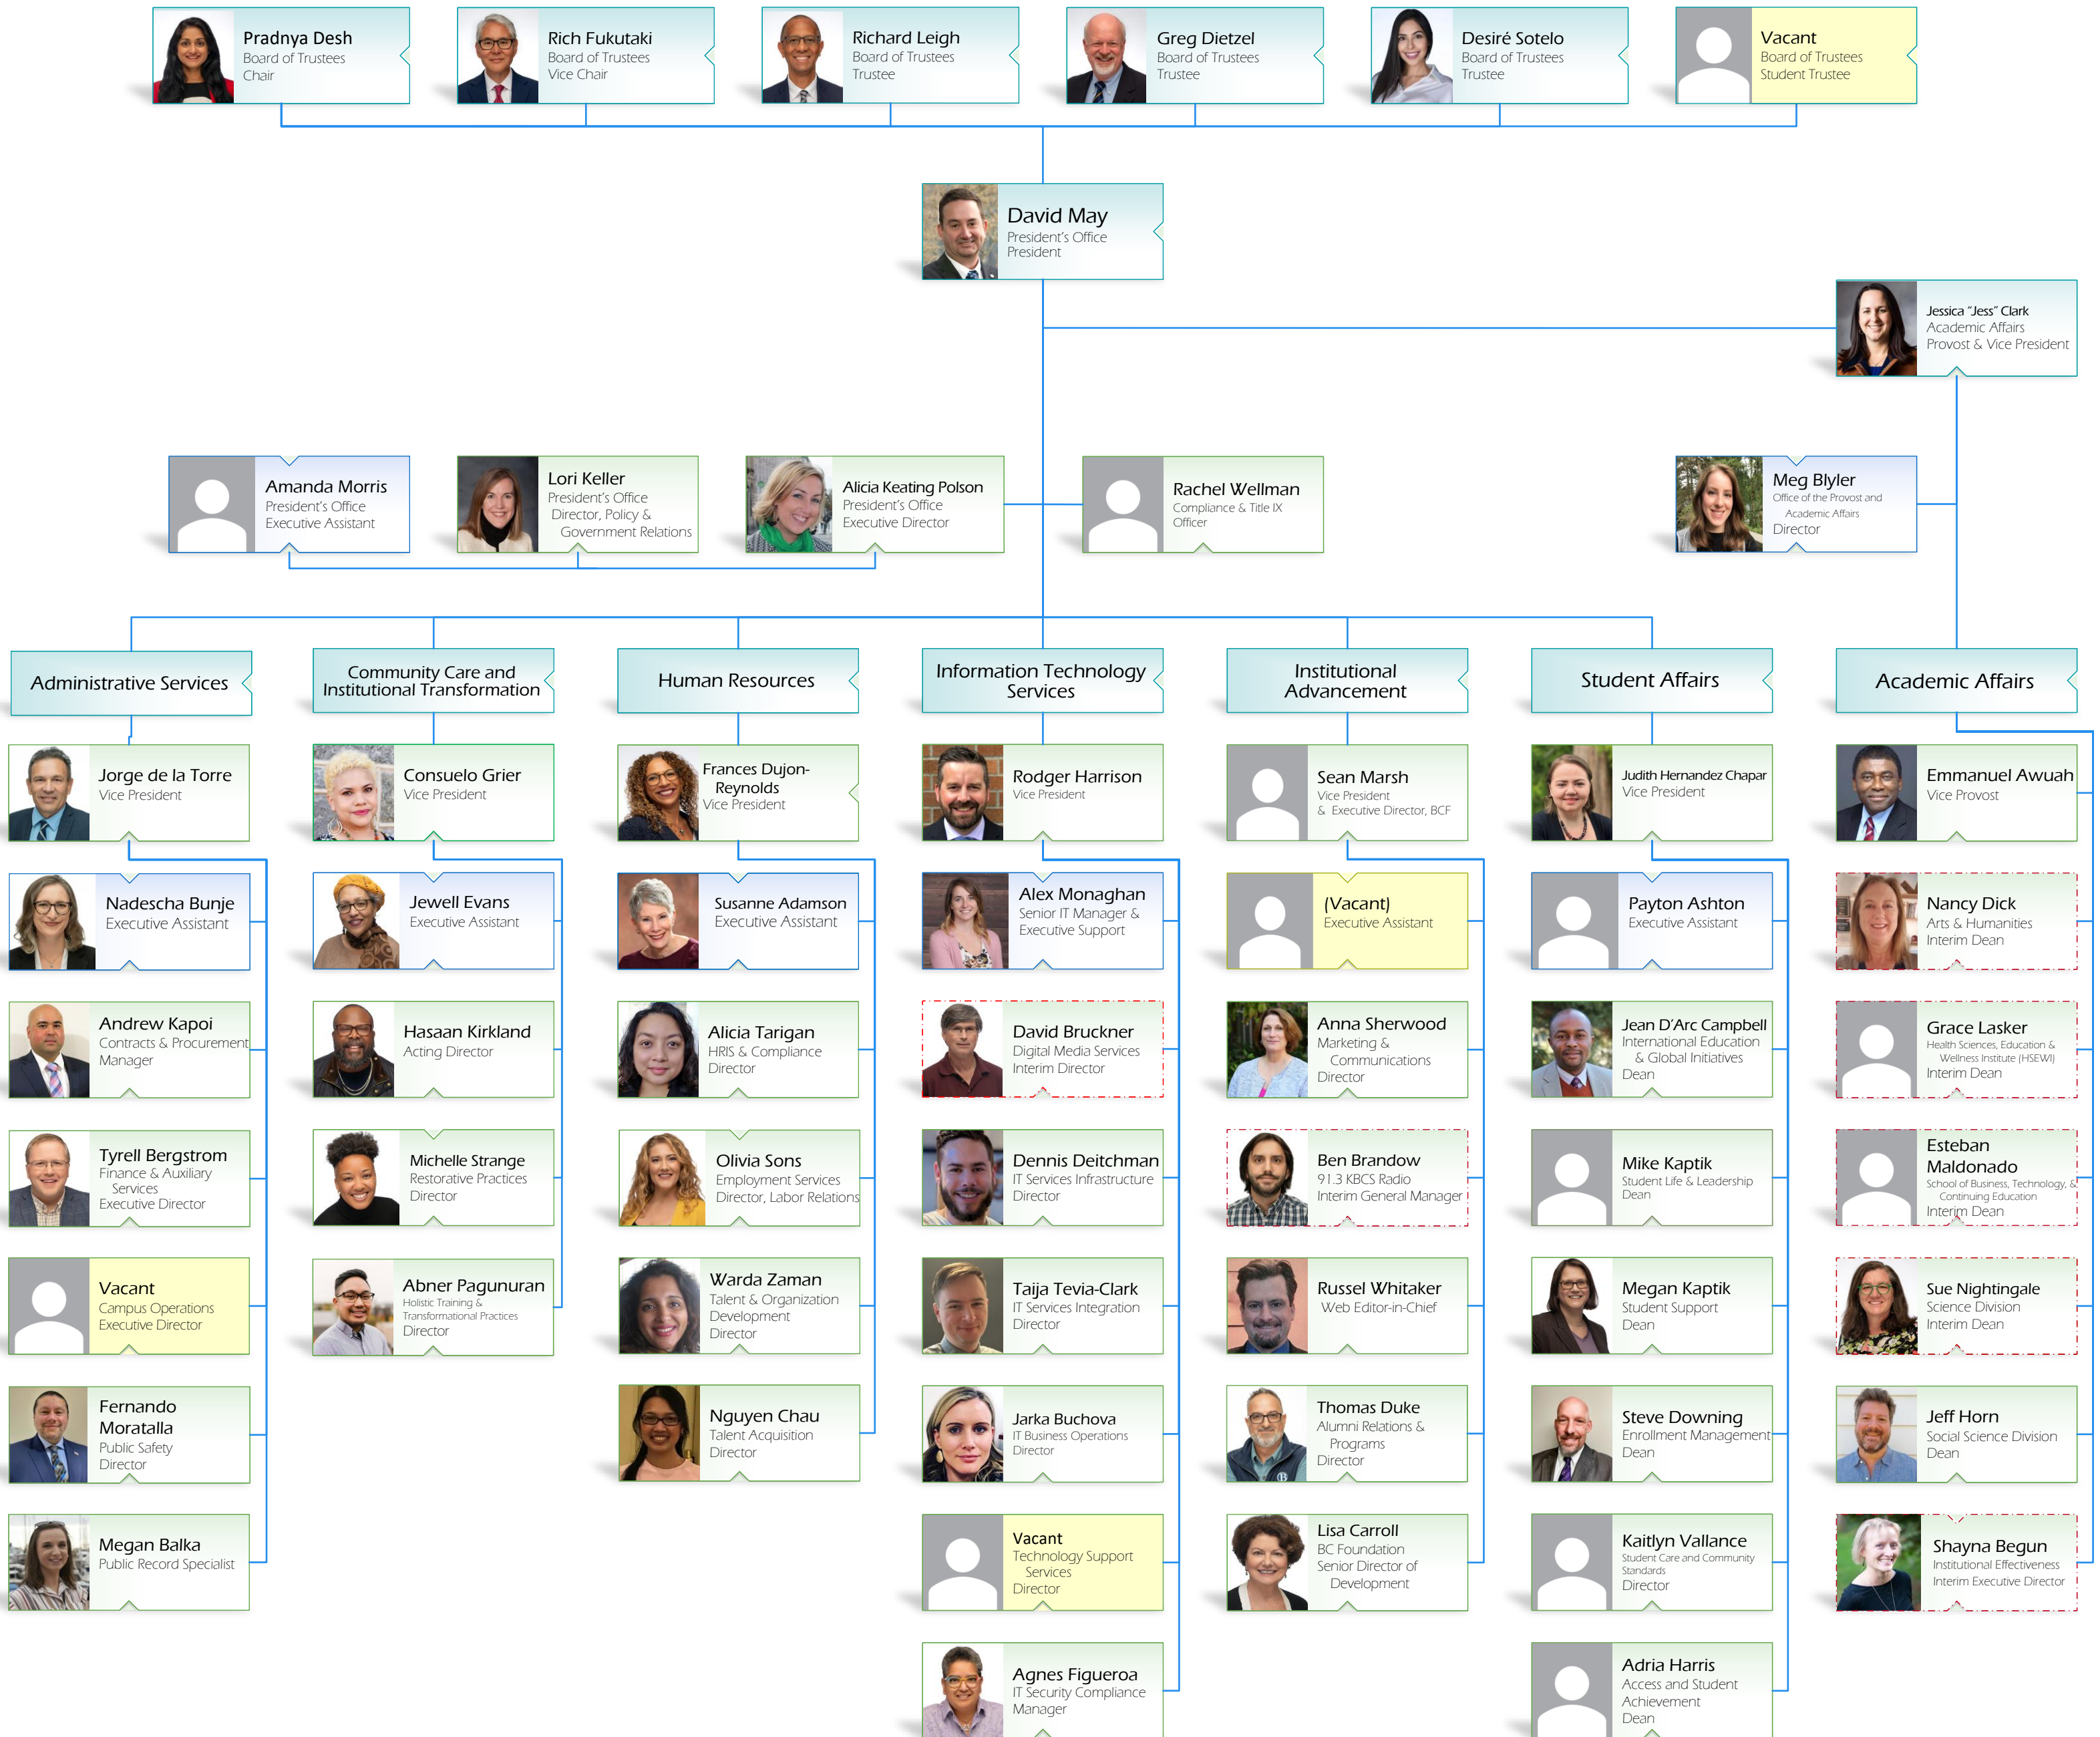 Pradnya Desh
Board of Trustees
Chair
Rich Fukutaki
Board of Trustees
Vice Chair
Richard Leigh
Board of Trustees
Trustee
Greg Dietzel
Board of Trustees
Trustee
Desiré Sotelo
Board of Trustees
Trustee
Vacant
Board of Trustees
Student Trustee
David May
President's Office
President
Jessica "Jess" Clark
Academic Affairs
Provost & Vice President
Amanda Morris
President's Office
Executive Assistant
Lori Keller
President's Office
Director, Policy &
Government Relations
Alicia Keating Polson
President's Office
Executive Director
Rachel Wellman
Compliance & Title IX
Officer
Meg Blyler
Office of the Provost and
Academic Affairs
Director
Administrative Services
Jorge de la Torre
Vice President
Nadescha Bunje
Executive Assistant
Andrew Kapoi
Contracts & Procurement
Manager
Tyrell Bergstrom
Finance & Auxiliary
Services
Executive Director
Vacant
Campus Operations
Executive Director
Fernando
Moratalla
Public Safety
Director
Megan Balka
Public Record Specialist
Community Care and
Institutional Transformation
Consuelo Grier
Vice President
Jewell Evans
Executive Assistant
Hasaan Kirkland
Acting Director
Michelle Strange
Restorative Practices
Director
Abner Pagunuran
Holistic Training &
Transformational Practices
Director
Human Resources
Frances Dujon-
Reynolds
Vice President
Susanne Adamson
Executive Assistant
Alicia Tarigan
HRIS & Compliance
Director
Olivia Sons
Employment Services
Director, Labor Relations
Warda Zaman
Talent & Organization
Development
Director
Nguyen Chau
Talent Acquisition
Director
Information Technology
Services
Rodger Harrison
Vice President
Alex Monaghan
Senior IT Manager &
Executive Support
David Bruckner
Digital Media Services
Interim Director
Dennis Deitchman
IT Services Infrastructure
Director
Taija Tevia-Clark
IT Services Integration
Director
Jarka Buchova
IT Business Operations
Director
Vacant
Technology Support
Services
Director
Agnes Figueroa
IT Security Compliance
Manager
Institutional
Advancement
Sean Marsh
Vice President
& Executive Director, BCF
(Vacant)
Executive Assistant
Anna Sherwood
Marketing &
Communications
Director
Ben Brandow
91.3 KBCS Radio
Interim General Manager
Russel Whitaker
Web Editor-in-Chief
Thomas Duke
Alumni Relations &
Programs
Director
Lisa Carroll
BC Foundation
Senior Director of
Development
Student Affairs
Judith Hernandez Chapar
Vice President
Payton Ashton
Executive Assistant
Jean D'Arc Campbell
International Education
& Global Initiatives
Dean
Mike Kaptik
Student Life & Leadership
Dean
Megan Kaptik
Student Support
Dean
Steve Downing
Enrollment Management
Dean
Kaitlyn Vallance
Student Care and Community
Standards
Director
Adria Harris
Access and Student
Achievement
Dean
Academic Affairs
Emmanuel Awuah
Vice Provost
Nancy Dick
Arts & Humanities
Interim Dean
Grace Lasker
Health Sciences, Education &
Wellness Institute (HSEWI)
Interim Dean
Esteban
Maldonado
School of Business, Technology, &
Continuing Education
Interim Dean
Sue Nightingale
Science Division
Interim Dean
Jeff Horn
Social Science Division
Dean
Shayna Begun
Institutional Effectiveness
Interim Executive Director